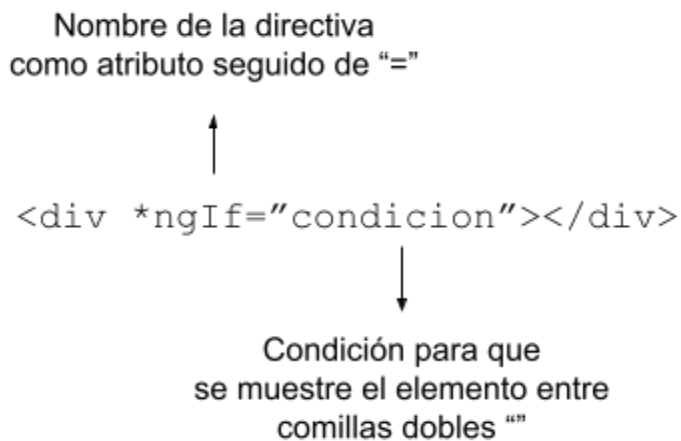 Nombre de la directiva
como atributo seguido de “=”
<div *ngIf=”condicion”></div>
Condición para que
se muestre el elemento entre
comillas dobles “”